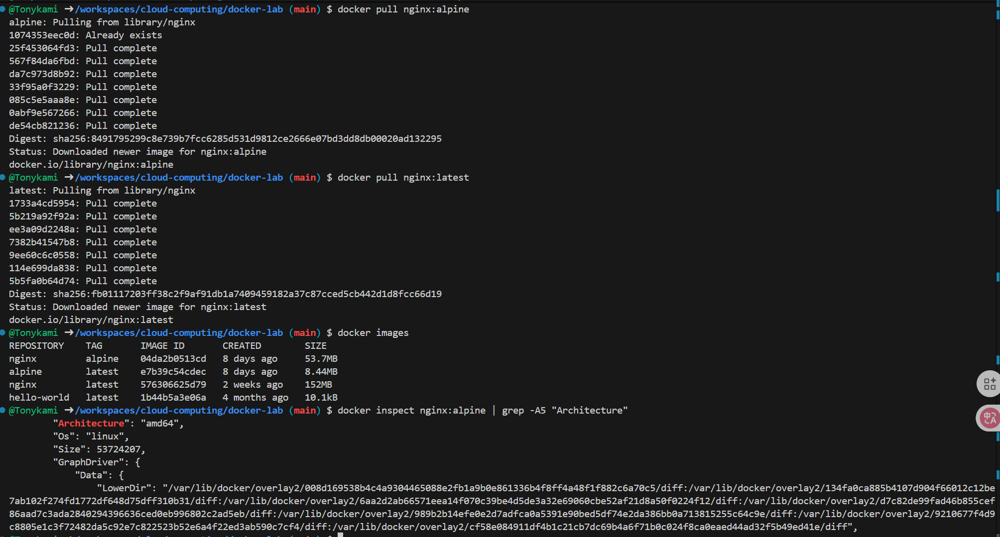 @Tonykami ➜/workspaces/cloud-computing/docker-lab (main) $ docker pull nginx:alpine
alpine: Pulling from library/nginx
1074353eec0d: Already exists
25f453064fd3: Pull complete
567f84da6fbd: Pull complete
da7c973d8b92: Pull complete
33f95a0f3229: Pull complete
085c5e5aaa8e: Pull complete
0abf9e567266: Pull complete
de54cb821236: Pull complete
Digest: sha256:8491795299c8e739b7fcc6285d531d9812ce2666e07bd3dd8db00020ad132295
Status: Downloaded newer image for nginx:alpine
docker.io/library/nginx:alpine
@Tonykami ➜/workspaces/cloud-computing/docker-lab (main) $ docker pull nginx:latest
latest: Pulling from library/nginx
1733a4cd5954: Pull complete
5b219a92f92a: Pull complete
ee3a09d2248a: Pull complete
7382b41547b8: Pull complete
9ee60c6c0558: Pull complete
114e699da838: Pull complete
5b5fa0b64d74: Pull complete
Digest: sha256:fb01117203ff38c2f9af91db1a7409459182a37c87cced5cb442d1d8fcc66d19
Status: Downloaded newer image for nginx:latest
docker.io/library/nginx:latest
@Tonykami ➜/workspaces/cloud-computing/docker-lab (main) $ docker images
REPOSITORY    TAG       IMAGE ID       CREATED        SIZE
nginx         alpine    04da2b0513cd   8 days ago     53.7MB
alpine        latest    e7b39c54cdec   8 days ago     8.44MB
nginx         latest    576306625d79   2 weeks ago    152MB
hello-world   latest    1b44b5a3e06a   4 months ago   10.1kB
@Tonykami ➜/workspaces/cloud-computing/docker-lab (main) $ docker inspect nginx:alpine | grep -A5 "Architecture"
        "Architecture": "amd64",
        "Os": "linux",
        "Size": 53724207,
        "GraphDriver": {
            "Data": {
                "LowerDir": "/var/lib/docker/overlay2/008d169538b4c4a9304465088e2fb1a9b0e861336b4f8ff4a48f1f882c6a70c5/diff:/var/lib/docker/overlay2/134fa0ca885b4107d904f66012c12be
7ab102f274fd1772df648d75dff310b31/diff:/var/lib/docker/overlay2/6aa2d2ab66571eea14f070c39be4d5de3a32e69060cbe52af21d8a50f0224f12/diff:/var/lib/docker/overlay2/d7c82de99fad46b855cef
86aad7c3ada2840294396636ced0eb996802c2ad5eb/diff:/var/lib/docker/overlay2/989b2b14efe0e2d7adfca0a5391e90bed5df74e2da386bb0a713815255c64c9e/diff:/var/lib/docker/overlay2/9210677f4d9
c8805e1c3f72482da5c92e7c822523b52e6a4f22ed3ab590c7cf4/diff:/var/lib/docker/overlay2/cf58e084911df4b1c21cb7dc69b4a6f71b0c024f8ca0eaed44ad32f5b49ed41e/diff",